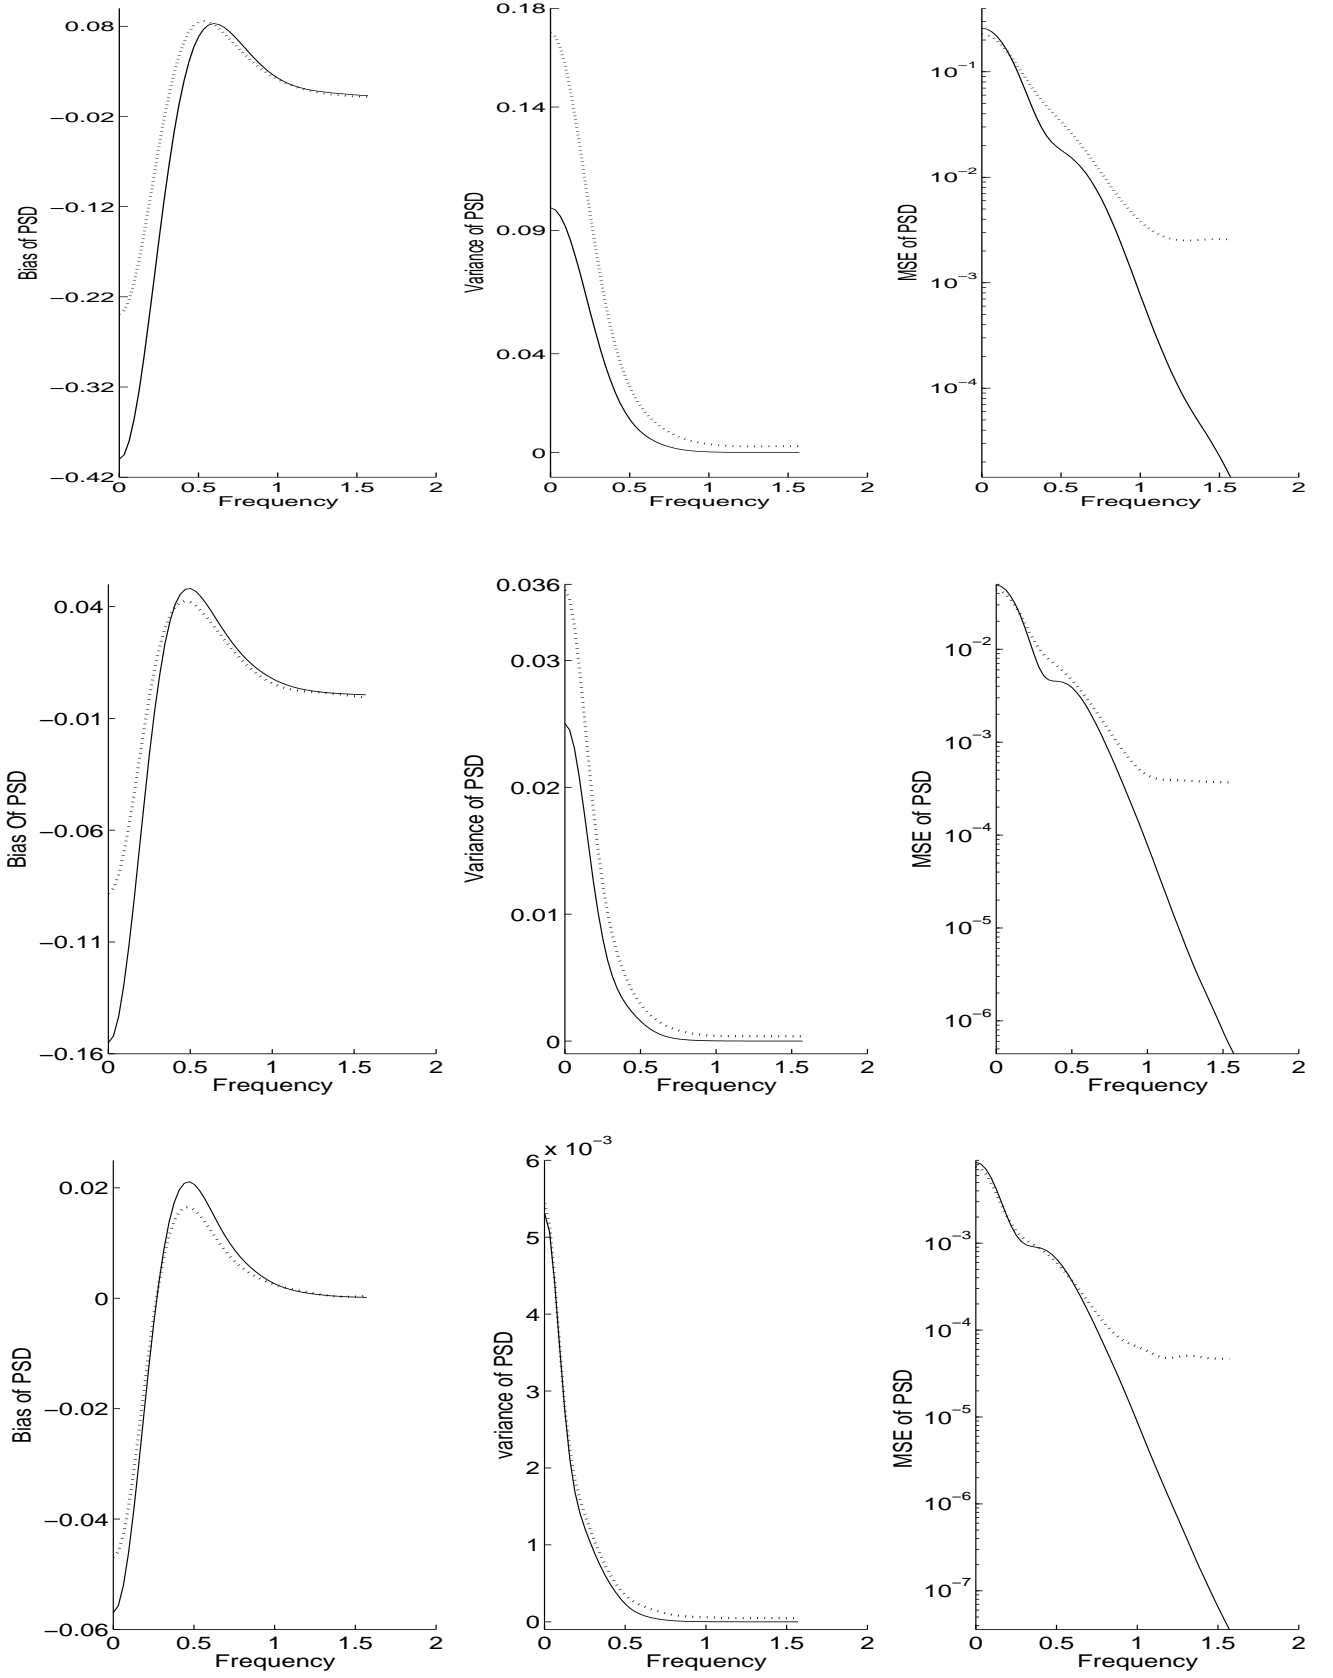 0.08
−0.02
−0.12
−0.22
−0.32
−0.42
0 0.5 1 1.5 2
Frequency
Bias of PSD
0.18
0.14
0.09
0.04
0
0 0.5 1 1.5 2
Frequency
Variance of PSD
10−1
10−2
10−3
10−4
0 0.5 1 1.5 2
Frequency
MSE of PSD
0.04
−0.01
−0.06
−0.11
−0.16
0 0.5 1 1.5 2
Frequency
Bias Of PSD
0.036
0.03
0.02
0.01
0
0 0.5 1 1.5 2
Frequency
Variance of PSD
10−2
10−3
10−4
10−5
10−6
0 0.5 1 1.5 2
Frequency
MSE of PSD
0.02
0
−0.02
−0.04
−0.06
0 0.5 1 1.5 2
Frequency
Bias of PSD
x 10−3
6
5
4
3
2
1
0
0 0.5 1 1.5 2
Frequency
variance of PSD
10−3
10−4
10−5
10−6
10−7
0 0.5 1 1.5 2
Frequency
MSE of PSD